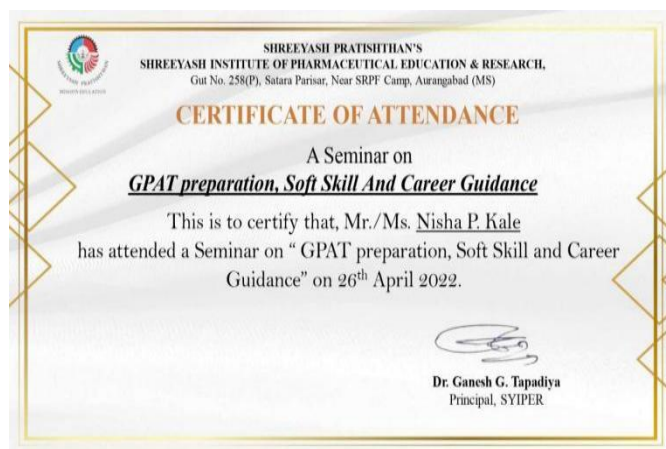 SHREEYASH PRATISHTHAN'S
SHREEYASH INSTITUTE OF PHARMACEUTICAL EDUCATION & RESEARCH,
Gut No. 258(P), Satara Parisar, Near SRPF Camp, Aurangabad (MS)
CERTIFICATE OF ATTENDANCE
A Seminar on
GPAT preparation, Soft Skill And Career Guidance
This is to certify that, Mr./Ms. Nisha P. Kale
has attended a Seminar on “ GPAT preparation, Soft Skill and Career
Guidance” on 26th April 2022.
Dr. Ganesh G. Tapadiya
Principal, SYIPER